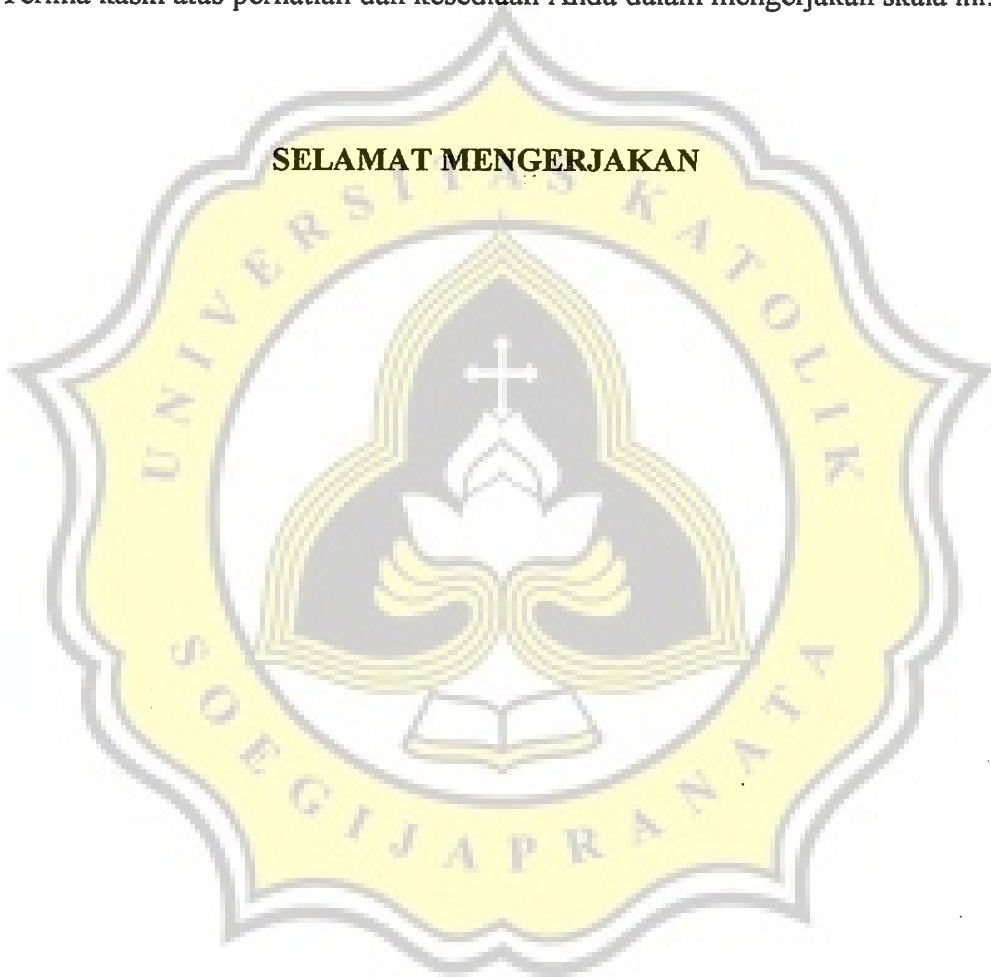 Terima kasih atas perhatian dan kesediaan Anda dalam mengerjakan skala ini.
SELAMAT MENGERJAKAN
UNIVERSITAS KATOLIK
SOEGIJAPRANATA